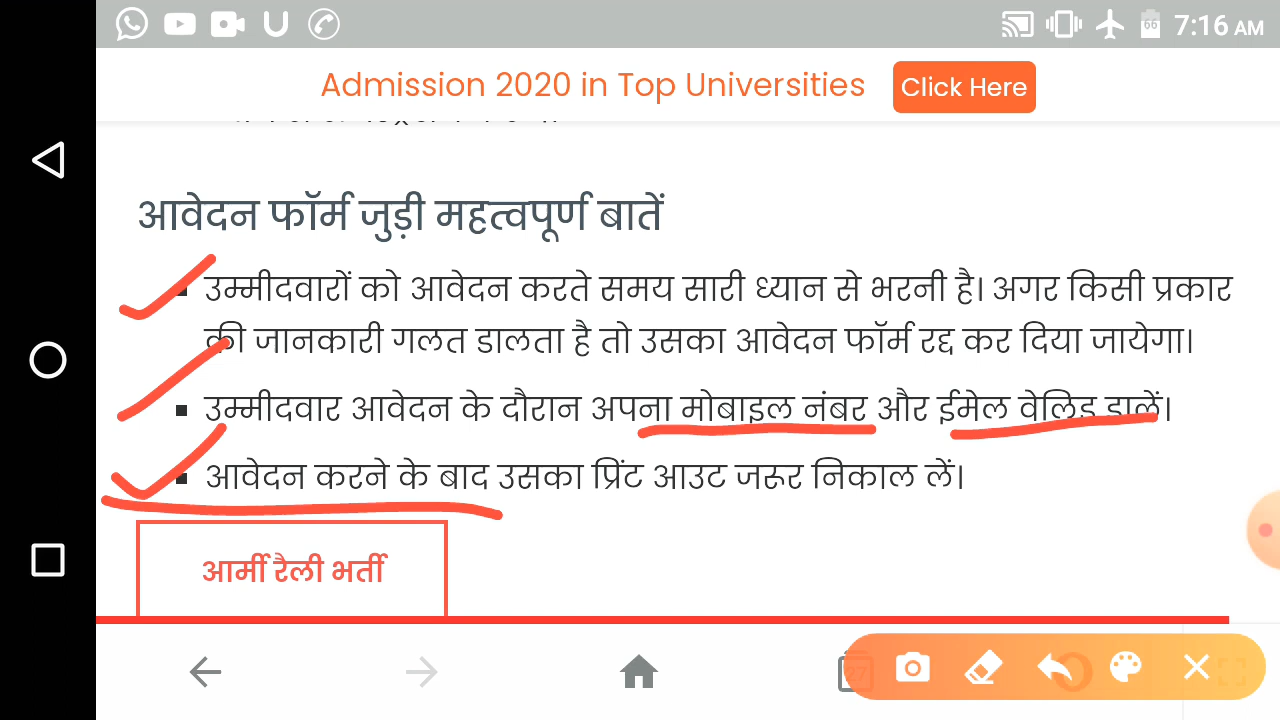 66 7:16 AM
Admission 2020 in Top Universities Click Here
आवेदन फॉर्म जुड़ी महत्वपूर्ण बातें
उम्मीदवारों को आवेदन करते समय सारी ध्यान से भरनी है। अगर किसी प्रकार
की जानकारी गलत डालता है तो उसका आवेदन फॉर्म रद्द कर दिया जायेगा।
उम्मीदवार आवेदन के दौरान अपना मोबाइल नंबर और ईमेल वेलिड डालें।
आवेदन करने के बाद उसका प्रिंट आउट जरूर निकाल लें।
आर्मी रैली भर्ती
27